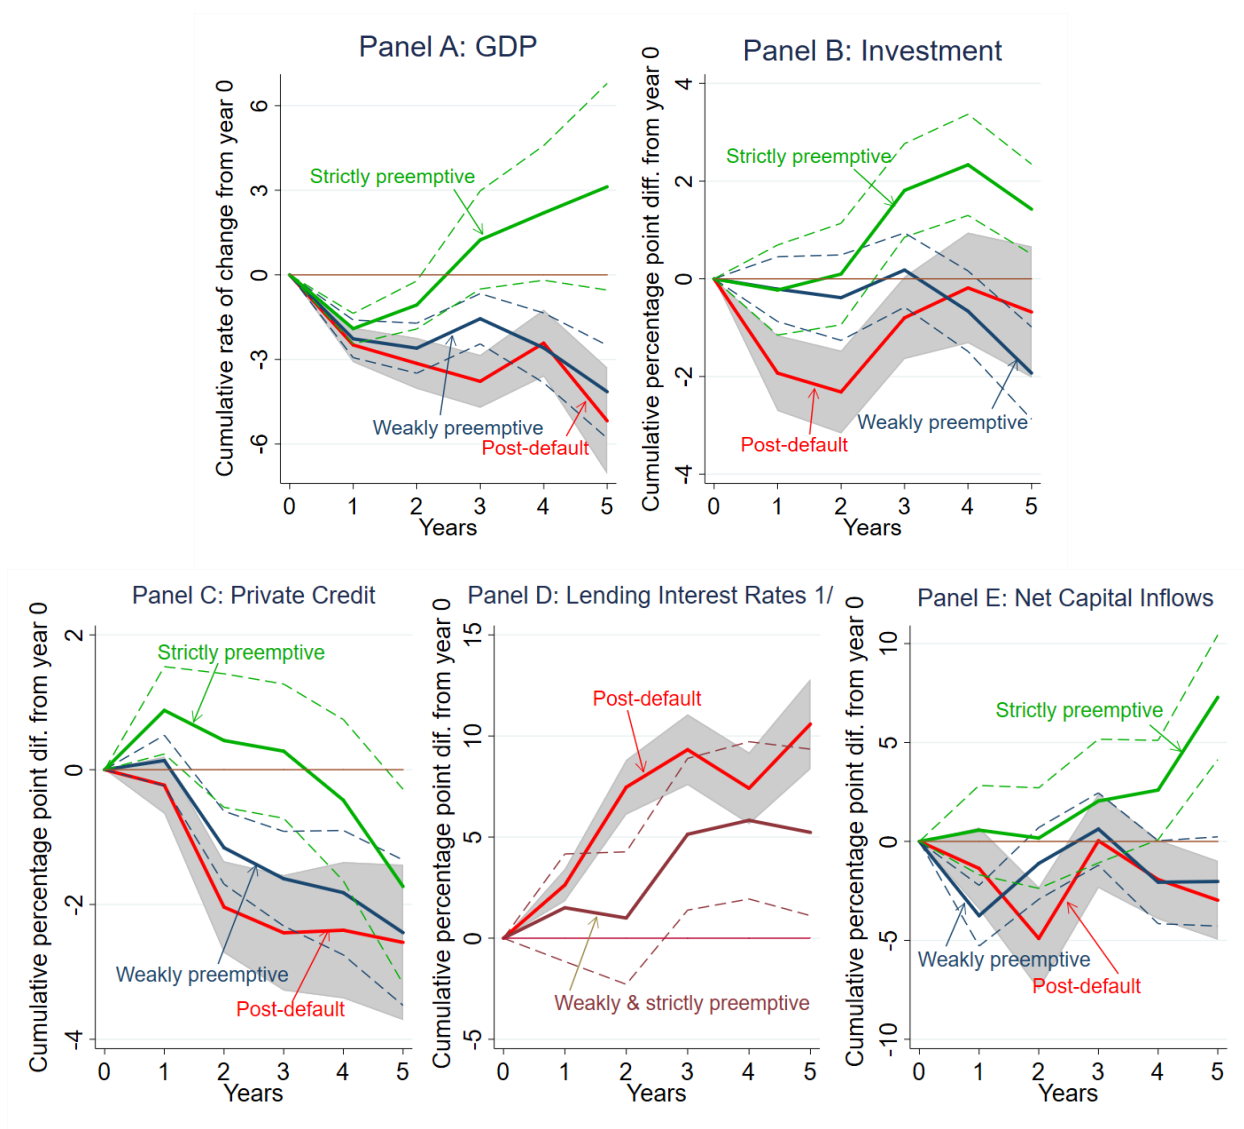 Panel A: GDP
Cumulative rate of change from year 0
6
3
0
-3
-6
Strictly preemptive
Weakly preemptive
Post-default
0 1 2 3 4 5
Years
Panel B: Investment
Cumulative percentage point diff. from year 0
4
2
0
-2
-4
Strictly preemptive
Weakly preemptive
Post-default
0 1 2 3 4 5
Years
Panel C: Private Credit
Cumulative percentage point dif. from year 0
2
0
-2
-4
Strictly preemptive
Weakly preemptive
Post-default
0 1 2 3 4 5
Years
Panel D: Lending Interest Rates 1/
Cumulative percentage point dif. from year 0
15
10
5
0
-5
Post-default
Weakly & strictly preemptive
0 1 2 3 4 5
Years
Panel E: Net Capital Inflows
Cumulative percentage point dif. from year 0
10
5
0
-5
-10
Strictly preemptive
Weakly preemptive
Post-default
0 1 2 3 4 5
Years